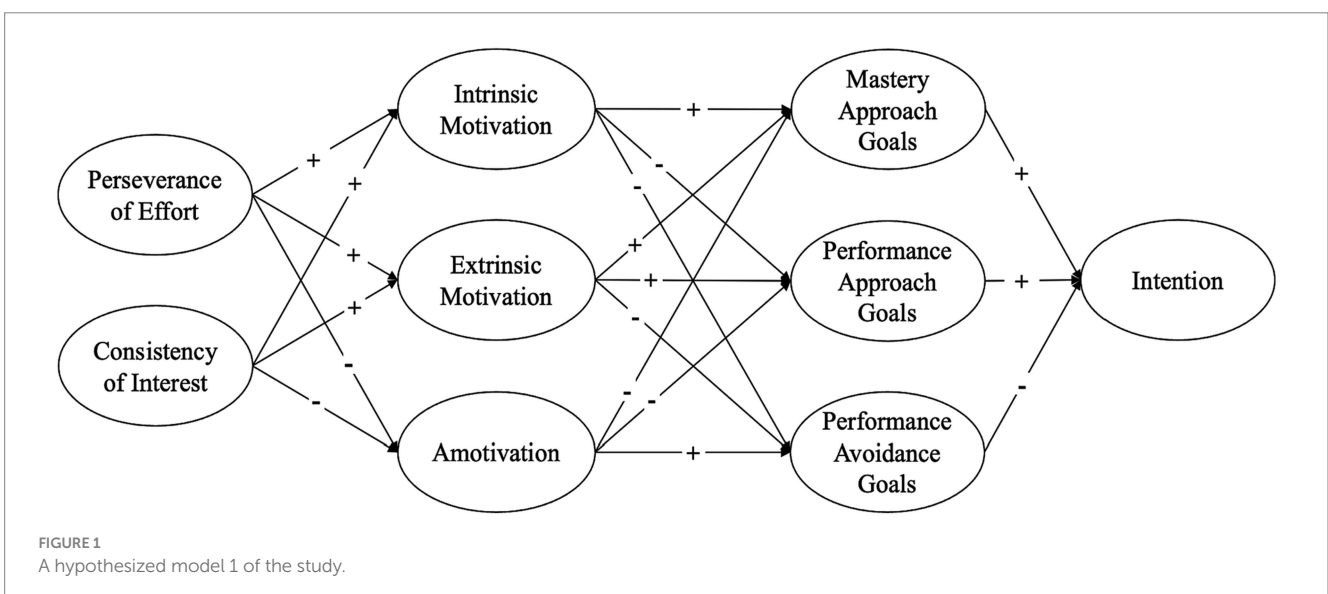 Perseverance
of Effort
Consistency
of Interest
Intrinsic
Motivation
Extrinsic
Motivation
Amotivation
Mastery
Approach
Goals
Performance
Approach
Goals
Performance
Avoidance
Goals
Intention
+
+
+
+
-
-
+
-
-
+
+
-
-
-
+
+
+
-
FIGURE 1
A hypothesized model 1 of the study.